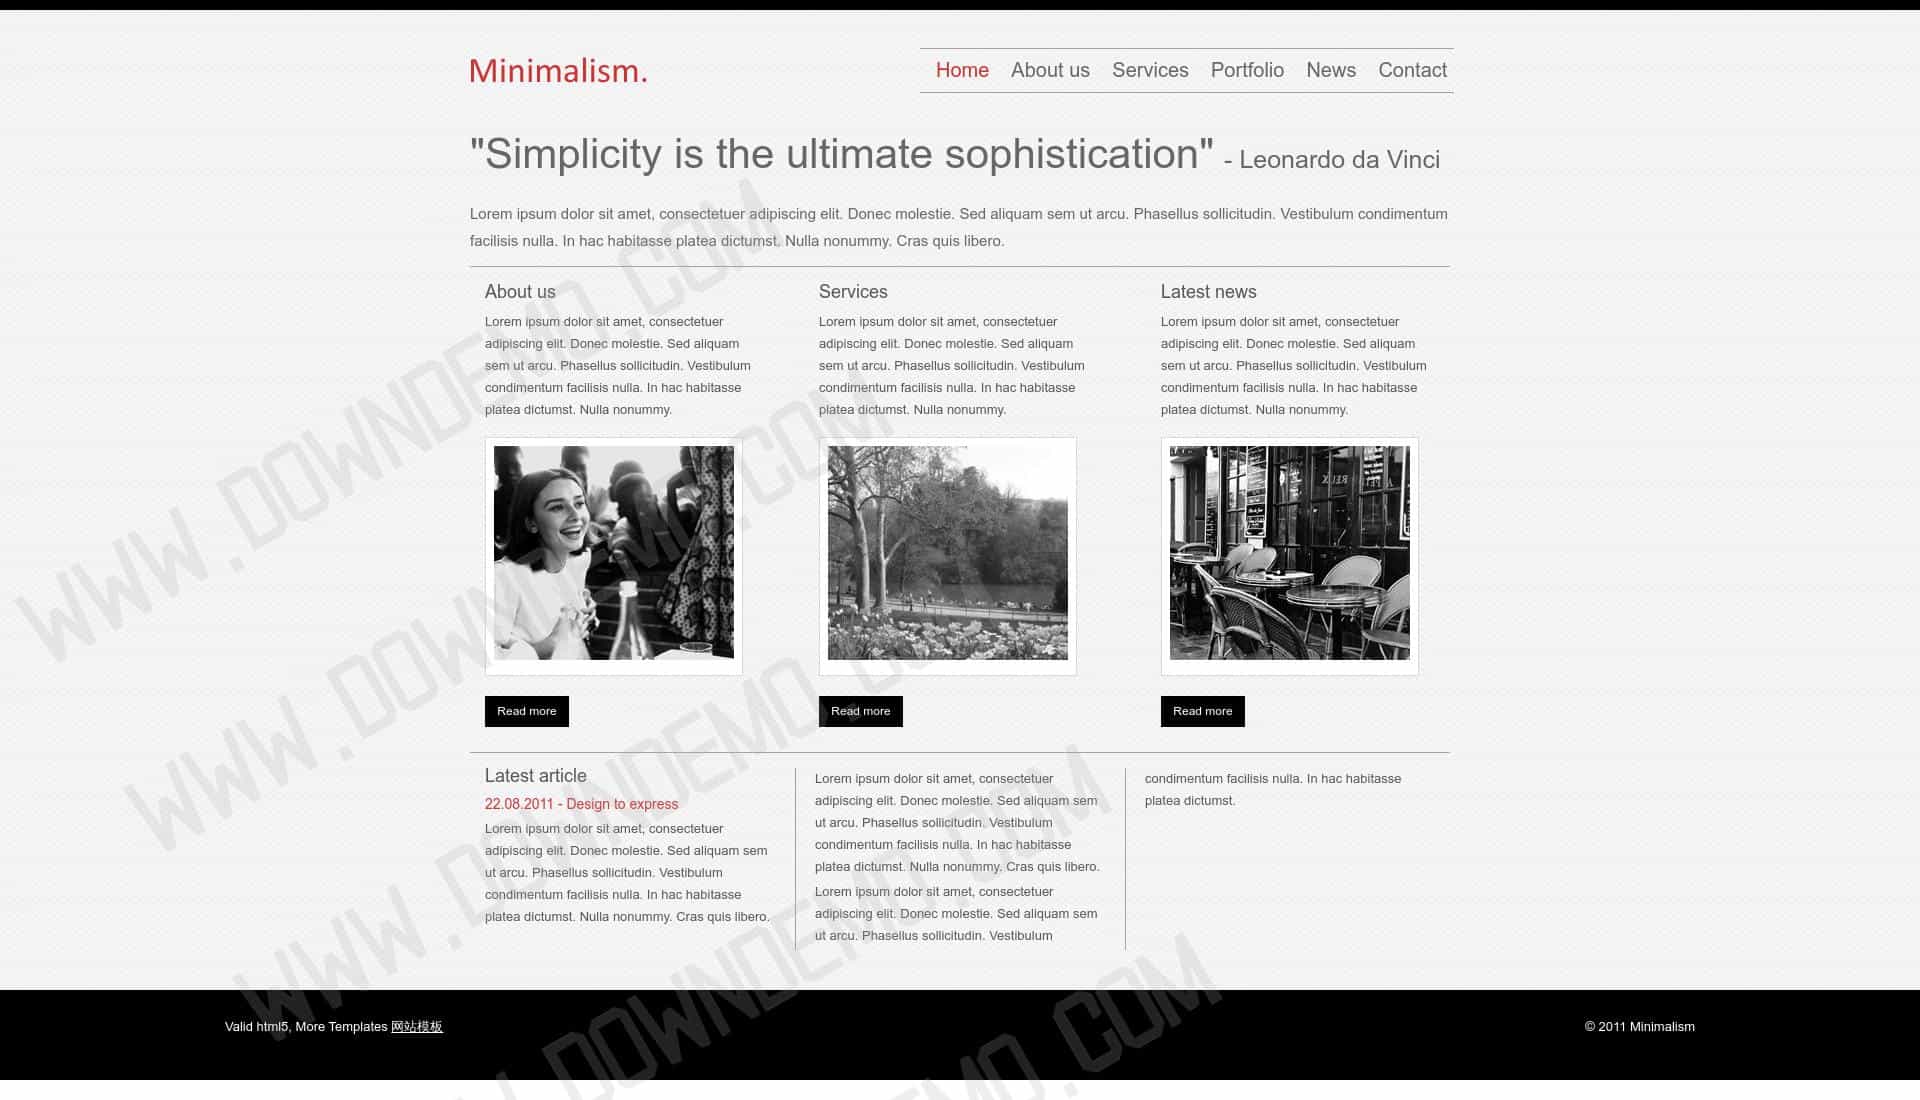 Minimalism.
Home About us Services Portfolio News Contact
"Simplicity is the ultimate sophistication" - Leonardo da Vinci
Lorem ipsum dolor sit amet, consectetuer adipiscing elit. Donec molestie. Sed aliquam sem ut arcu. Phasellus sollicitudin. Vestibulum condimentum
facilisis nulla. In hac habitasse platea dictumst. Nulla nonummy. Cras quis libero.
About us
Lorem ipsum dolor sit amet, consectetuer
adipiscing elit. Donec molestie. Sed aliquam
sem ut arcu. Phasellus sollicitudin. Vestibulum
condimentum facilisis nulla. In hac habitasse
platea dictumst. Nulla nonummy.
Read more
Services
Lorem ipsum dolor sit amet, consectetuer
adipiscing elit. Donec molestie. Sed aliquam
sem ut arcu. Phasellus sollicitudin. Vestibulum
condimentum facilisis nulla. In hac habitasse
platea dictumst. Nulla nonummy.
Read more
Latest news
Lorem ipsum dolor sit amet, consectetuer
adipiscing elit. Donec molestie. Sed aliquam
sem ut arcu. Phasellus sollicitudin. Vestibulum
condimentum facilisis nulla. In hac habitasse
platea dictumst. Nulla nonummy.
Read more
Latest article
22.08.2011 - Design to express
Lorem ipsum dolor sit amet, consectetuer
adipiscing elit. Donec molestie. Sed aliquam sem
ut arcu. Phasellus sollicitudin. Vestibulum
condimentum facilisis nulla. In hac habitasse
platea dictumst. Nulla nonummy. Cras quis libero.
Lorem ipsum dolor sit amet, consectetuer
adipiscing elit. Donec molestie. Sed aliquam sem
ut arcu. Phasellus sollicitudin. Vestibulum
condimentum facilisis nulla. In hac habitasse
platea dictumst. Nulla nonummy. Cras quis libero.
Lorem ipsum dolor sit amet, consectetuer
adipiscing elit. Donec molestie. Sed aliquam sem
ut arcu. Phasellus sollicitudin. Vestibulum
condimentum facilisis nulla. In hac habitasse
platea dictumst.
Valid html5, More Templates 网站模板
© 2011 Minimalism
WWW.DOWNDEMO.COM
WWW.DOWNDEMO.COM
WWW.DOWNDEMO.COM
W.DOWNDEMO.COM
EMO.COM